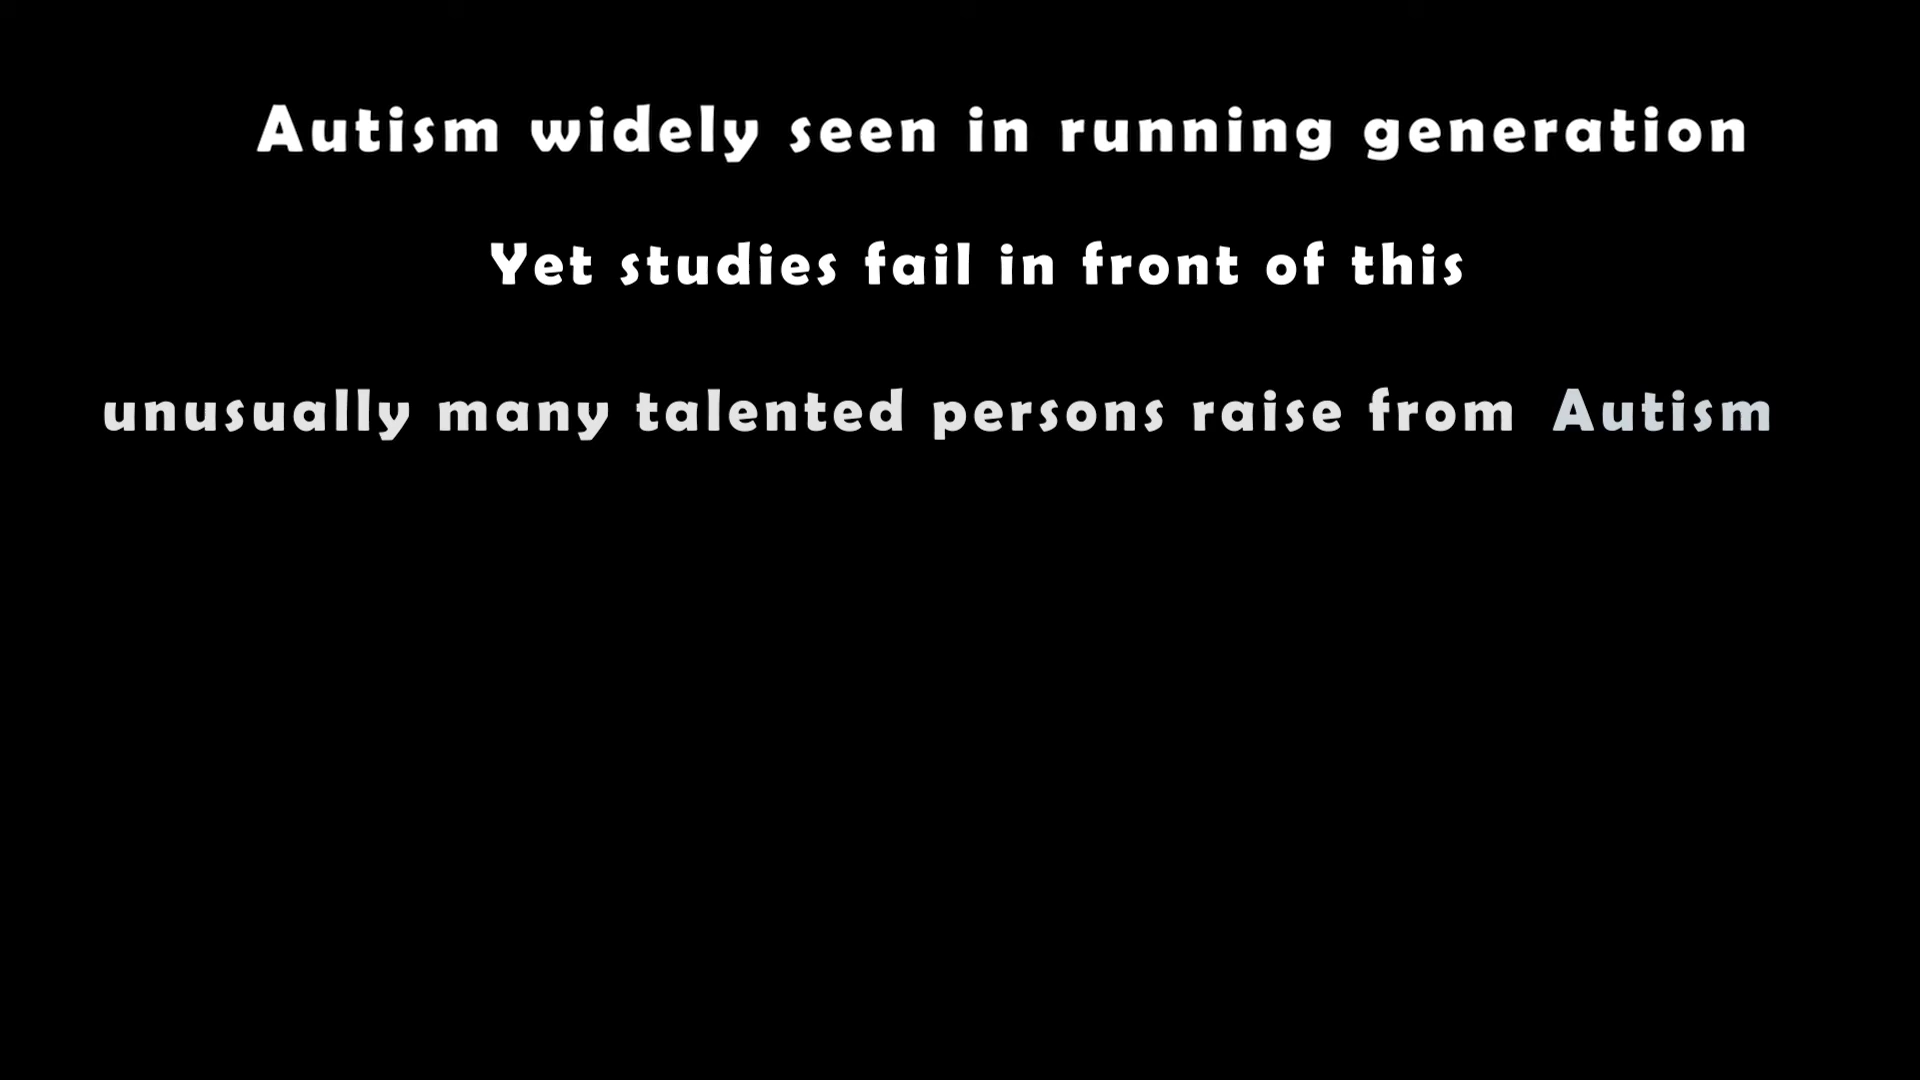 Autism widely seen in running generation
Yet studies fail in front of this
unusually many talented persons raise from Autism